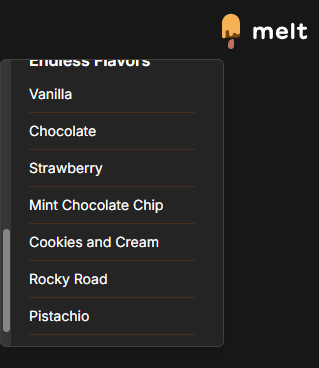 melt
Endless Flavors
Vanilla
Chocolate
Strawberry
Mint Chocolate Chip
Cookies and Cream
Rocky Road
Pistachio